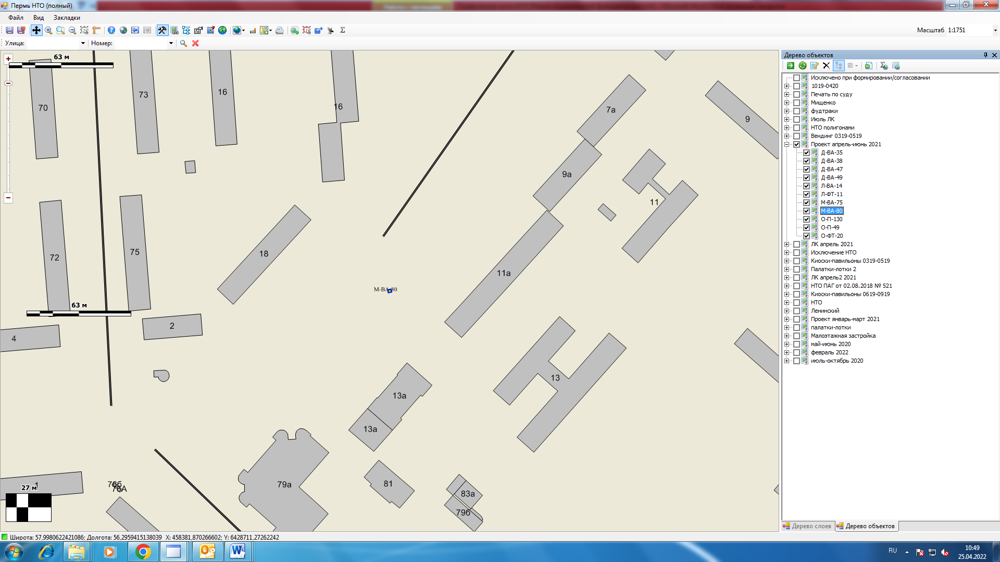 Пермь НТО (полный)
Файл Вид Закладки
Масштаб 1:1751
Улица: Номер:
63 м
73
16
70
16
7а
9
9а
11
72
75
18
11а
М-ВА-80
63 м
2
4
13
13а
13а
1
76б
76А
27 м
79а
81
83а
79б
Дерево объектов
Исключено при формировании/согласовании
1019-0420
Печать по суду
Мищенко
фудтраки
Июль ЛК
НТО полигонами
Вендинг 0319-0519
Проект апрель-июнь 2021
Д-ВА-35
Д-ВА-38
Д-ВА-47
Д-ВА-49
Л-ВА-14
Л-ФТ-11
М-ВА-75
М-ВА-80
О-П-130
О-П-49
О-ФТ-20
ЛК апрель 2021
Исключение НТО
Киоски-павильоны 0319-0519
Палатки-лотки 2
ЛК апрель2 2021
НТО ПАГ от 02.08.2018 № 521
Киоски-павильоны 0619-0919
НТО
Ленинский
Проект январь-март 2021
палатки-лотки
Малоэтажная застройка
май-июнь 2020
февраль 2022
июль-октябрь 2020
Дерево слоев Дерево объектов
Широта: 57,9980622421086; Долгота: 56,2959415138039 X: 458381,870266602; Y: 6428711,27262242
RU
10:49
25.04.2022